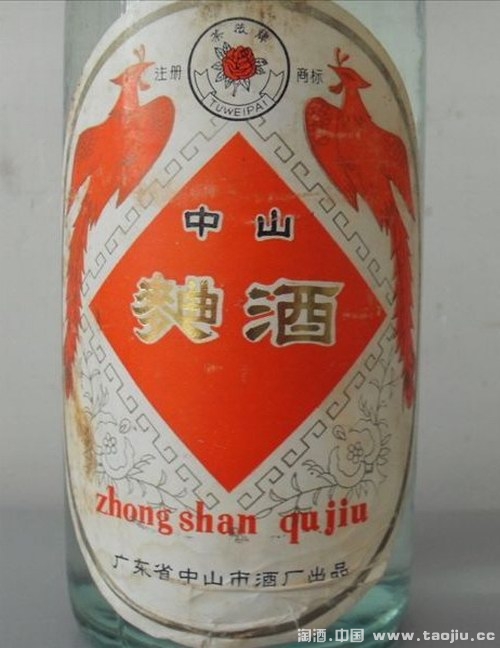 荼薇牌
注册 商标
TUWEIPAI
中山
麯酒
zhong shan qu jiu
广东省中山市酒厂出品
淘酒.中国 www.taojiu.cc